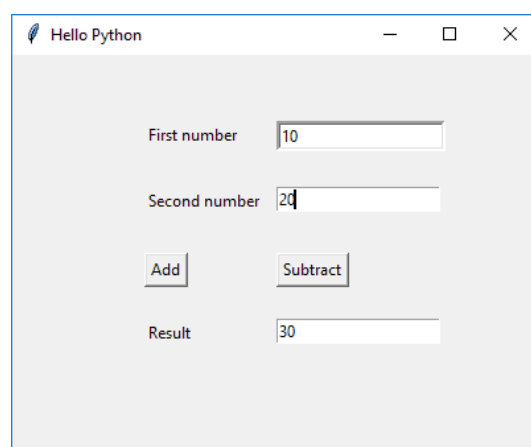 Hello Python
First number 10
Second number 20
Add Subtract
Result 30